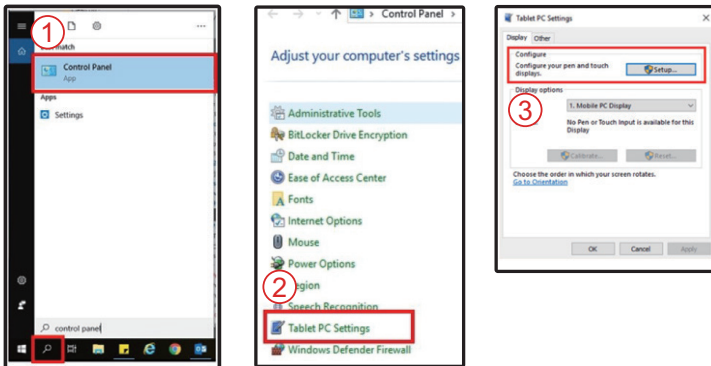 1
match
Control Panel
App
Apps
Settings
control panel
Control Panel
Adjust your computer's settings
Administrative Tools
BitLocker Drive Encryption
Date and Time
Ease of Access Center
Fonts
Internet Options
Mouse
Power Options
2
Speech Recognition
Tablet PC Settings
Windows Defender Firewall
Tablet PC Settings
Display Other
Configure
Configure your pen and touch
displays.
Setup...
Display options
3
1. Mobile PC Display
No Pen or Touch Input is available for this
Display
Calibrate... Reset...
Choose the order in which your screen rotates.
Go to Orientation
OK Cancel Apply